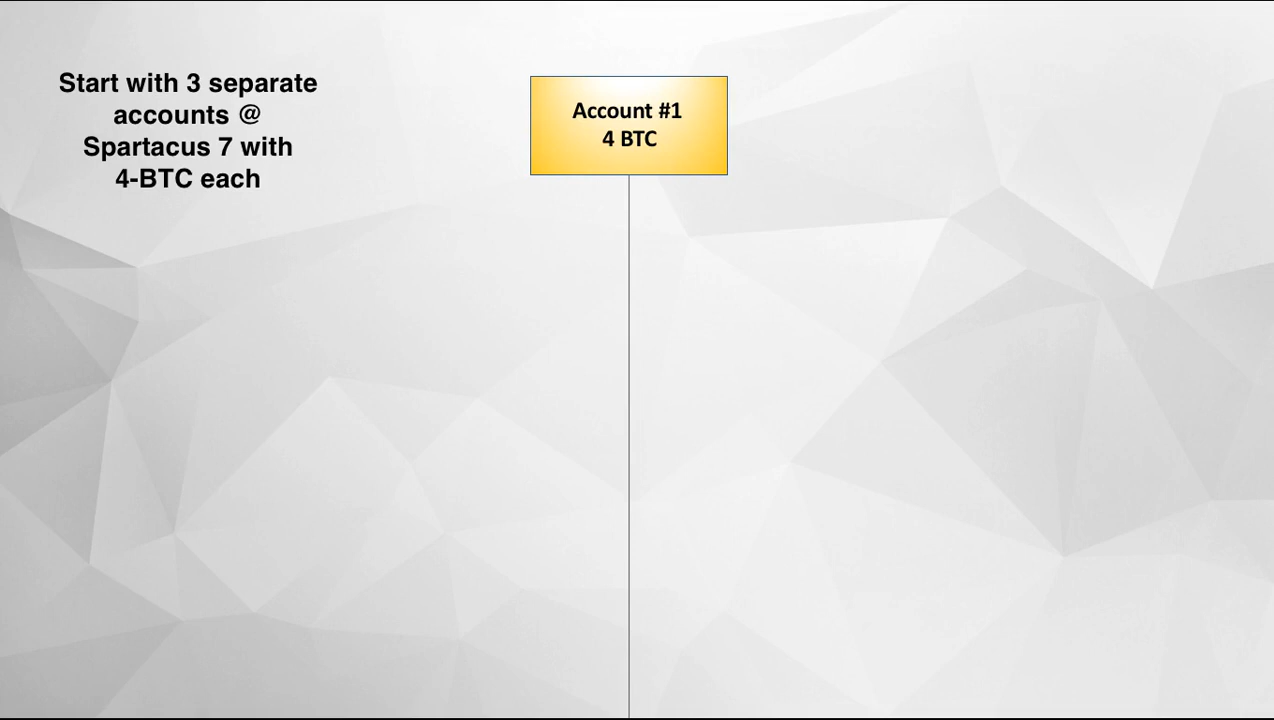 Start with 3 separate
accounts @
Spartacus 7 with
4-BTC each
Account #1
4 BTC